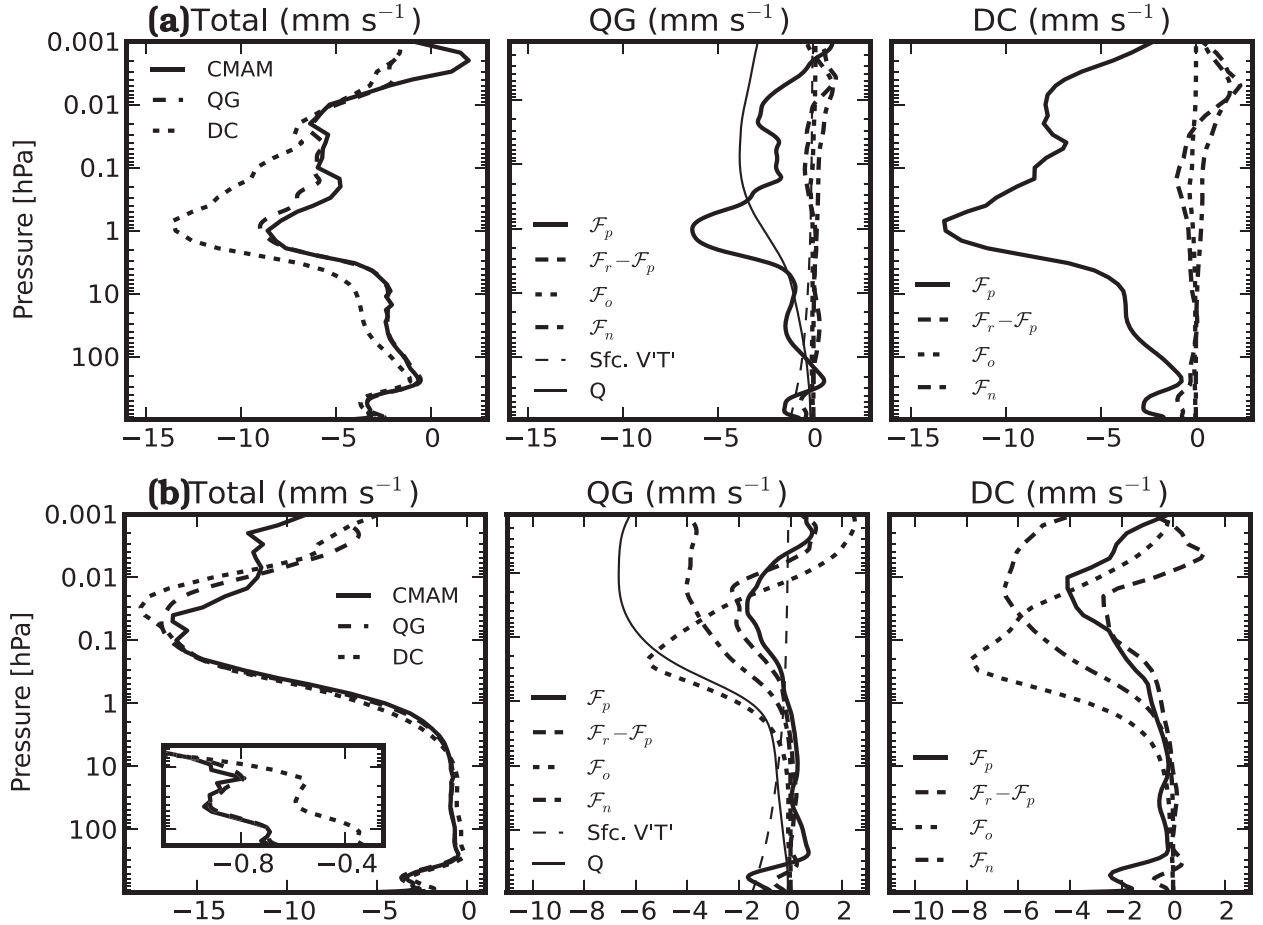 (a) Total (mm s⁻¹) QG (mm s⁻¹) DC (mm s⁻¹)
Pressure [hPa]
0.001
0.01
0.1
1
10
100
CMAM
QG
DC
−15 −10 −5 0
ℱp
ℱr−ℱp
ℱo
ℱn
Sfc. V'T'
Q
−15 −10 −5 0
ℱp
ℱr−ℱp
ℱo
ℱn
−15 −10 −5 0
(b) Total (mm s⁻¹) QG (mm s⁻¹) DC (mm s⁻¹)
Pressure [hPa]
0.001
0.01
0.1
1
10
100
CMAM
QG
DC
10
100
−0.8 −0.4
−15 −10 −5 0
ℱp
ℱr−ℱp
ℱo
ℱn
Sfc. V'T'
Q
−10 −8 −6 −4 −2 0 2
ℱp
ℱr−ℱp
ℱo
ℱn
−10 −8 −6 −4 −2 0 2